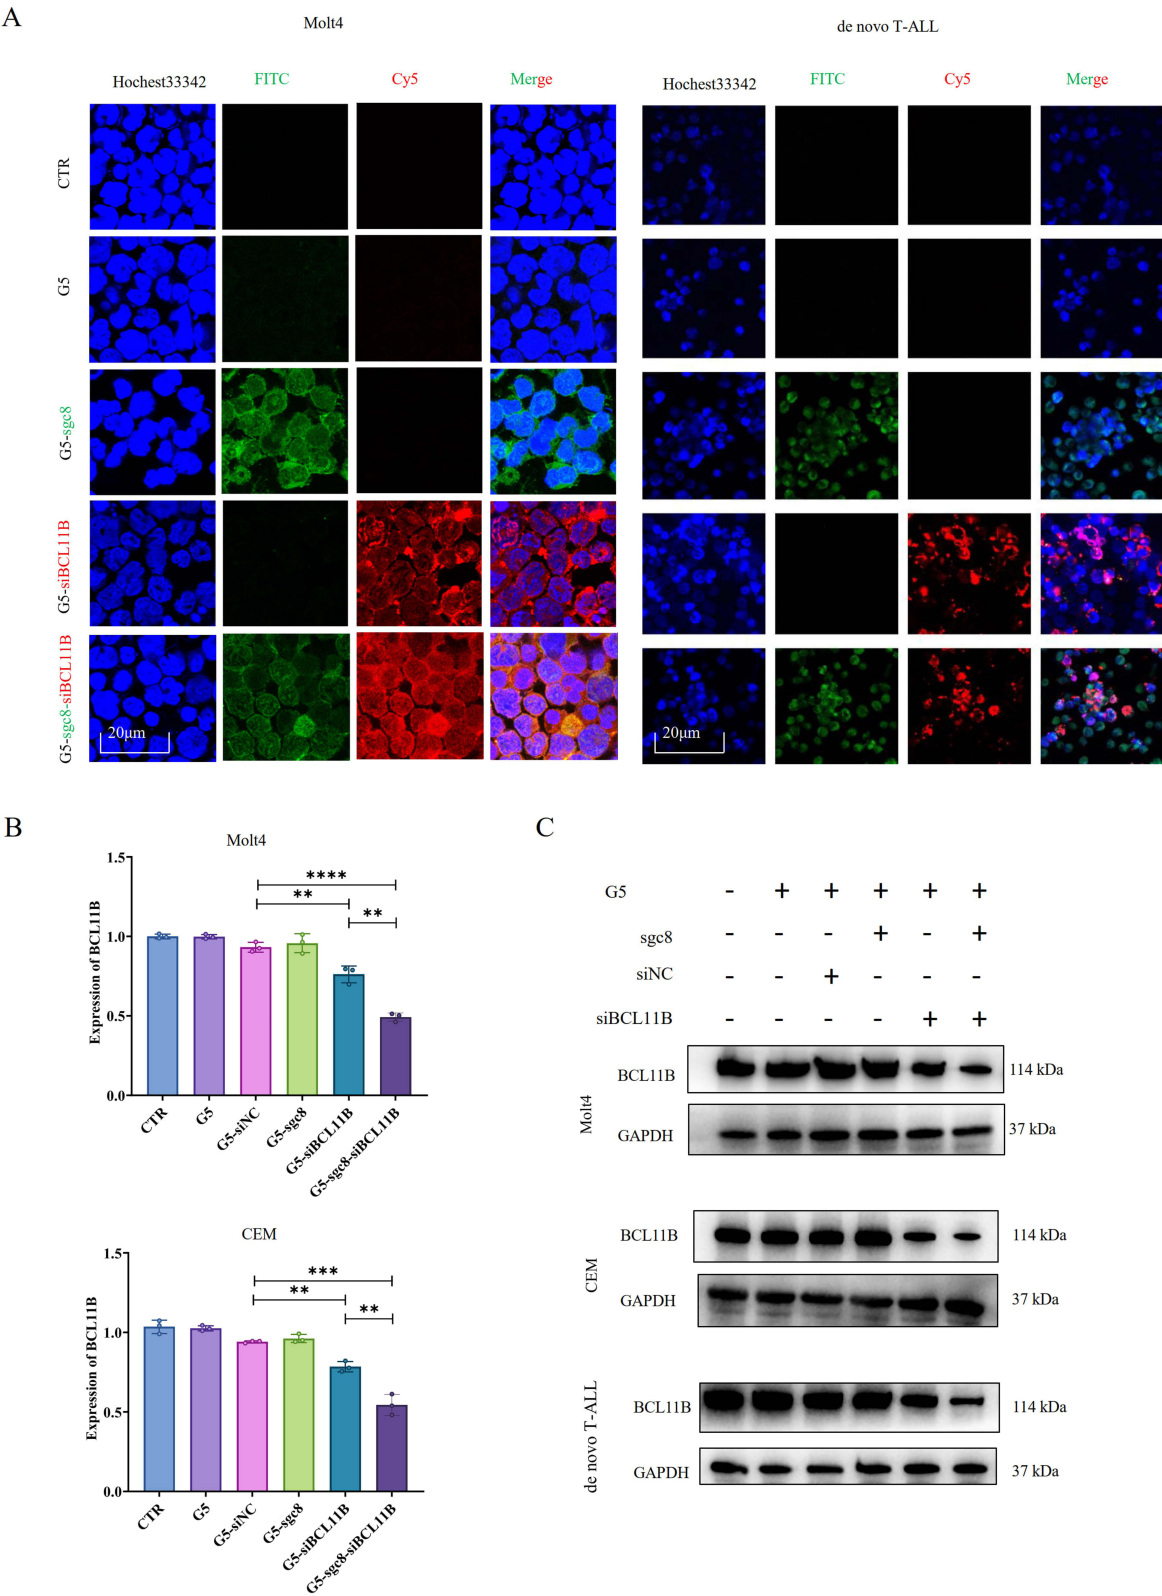 A
Molt4
de novo T-ALL
Hochest33342 FITC Cy5 Merge
Hochest33342 FITC Cy5 Merge
CTR
G5
G5-sgc8
G5-siBCL11B
G5-sgc8-siBCL11B
20μm
20μm
B
Molt4
Expression of BCL11B
1.5
1.0
0.5
0.0
****
**
**
CTR
G5
G5-siNC
G5-sgc8
G5-siBCL11B
G5-sgc8-siBCL11B
CEM
Expression of BCL11B
1.5
1.0
0.5
0.0
***
**
**
CTR
G5
G5-siNC
G5-sgc8
G5-siBCL11B
G5-sgc8-siBCL11B
C
G5 - + + + + +
sgc8 - - - + - +
siNC - - + - - -
siBCL11B - - - - + +
Molt4
BCL11B 114 kDa
GAPDH 37 kDa
CEM
BCL11B 114 kDa
GAPDH 37 kDa
de novo T-ALL
BCL11B 114 kDa
GAPDH 37 kDa